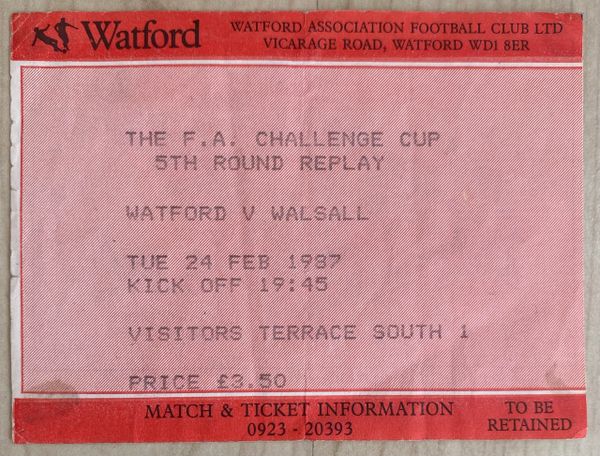 Watford
WATFORD ASSOCIATION FOOTBALL CLUB LTD
VICARAGE ROAD, WATFORD WD1 8ER
THE F.A. CHALLENGE CUP
5TH ROUND REPLAY
WATFORD V WALSALL
TUE 24 FEB 1987
KICK OFF 19:45
VISITORS TERRACE SOUTH 1
PRICE £3.50
MATCH & TICKET INFORMATION
0923 - 20393
TO BE
RETAINED